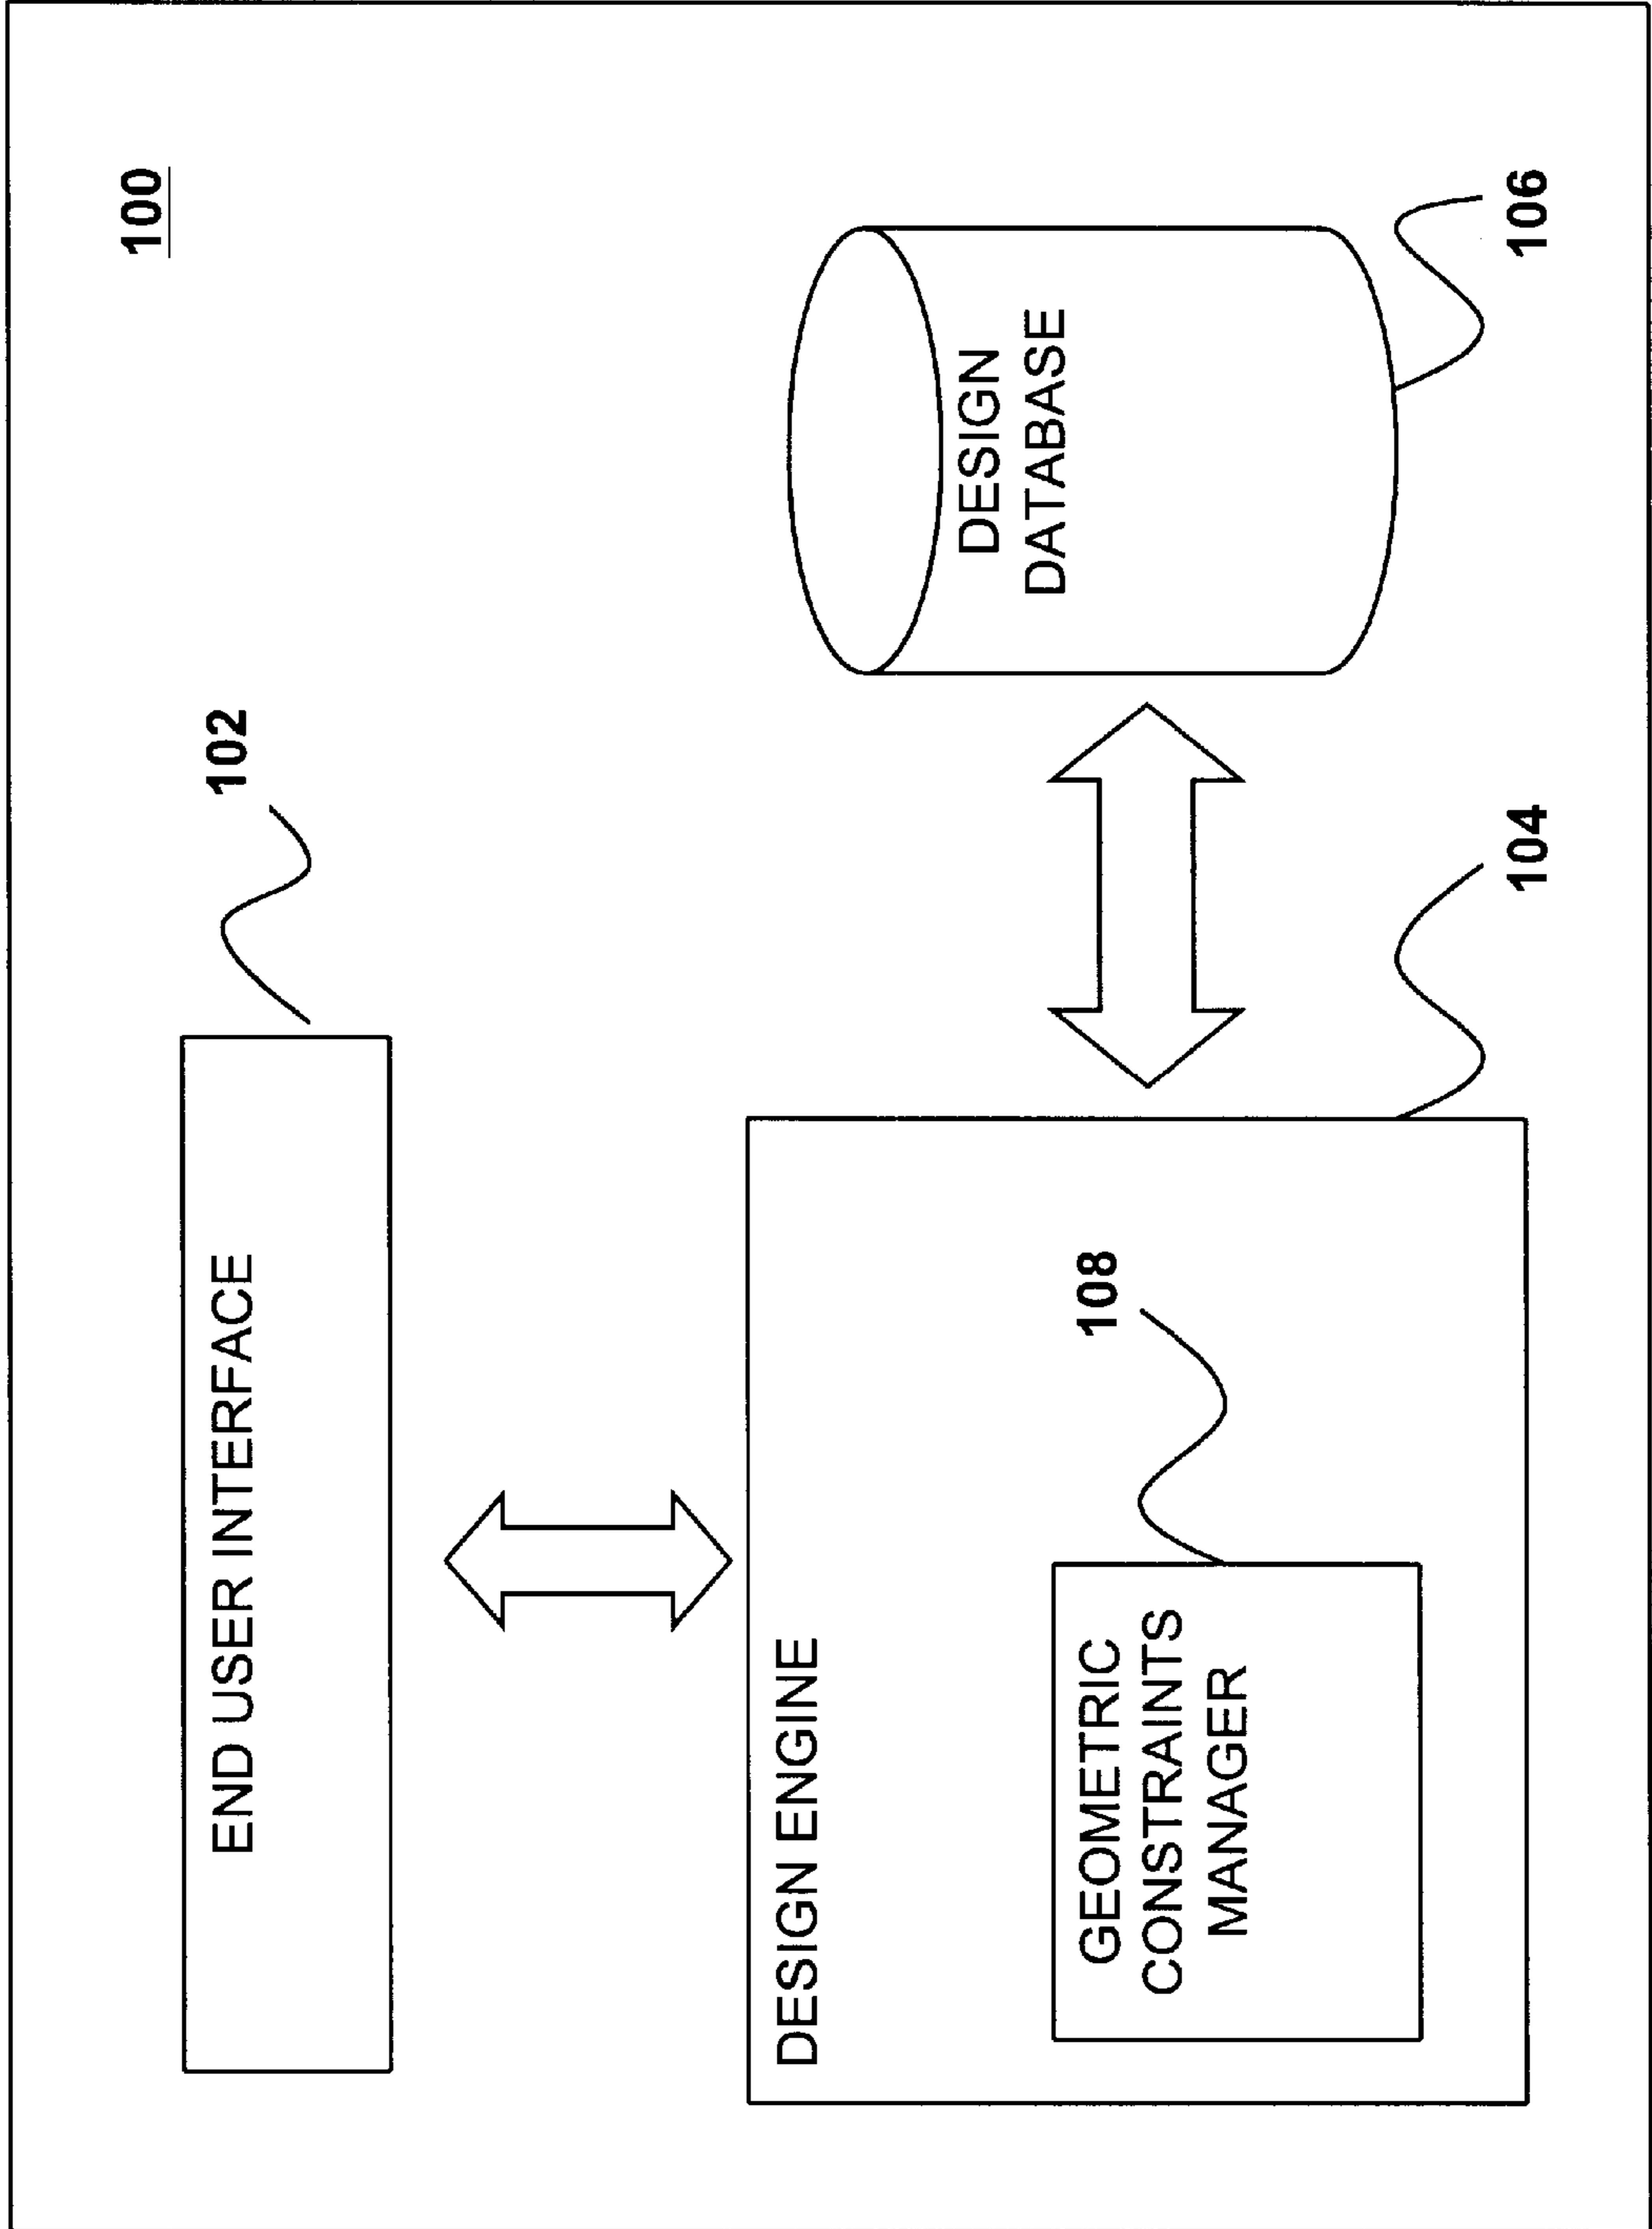 100
102
END USER INTERFACE
DESIGN ENGINE
DESIGN
DATABASE
108
GEOMETRIC
CONSTRAINTS
MANAGER
104
106